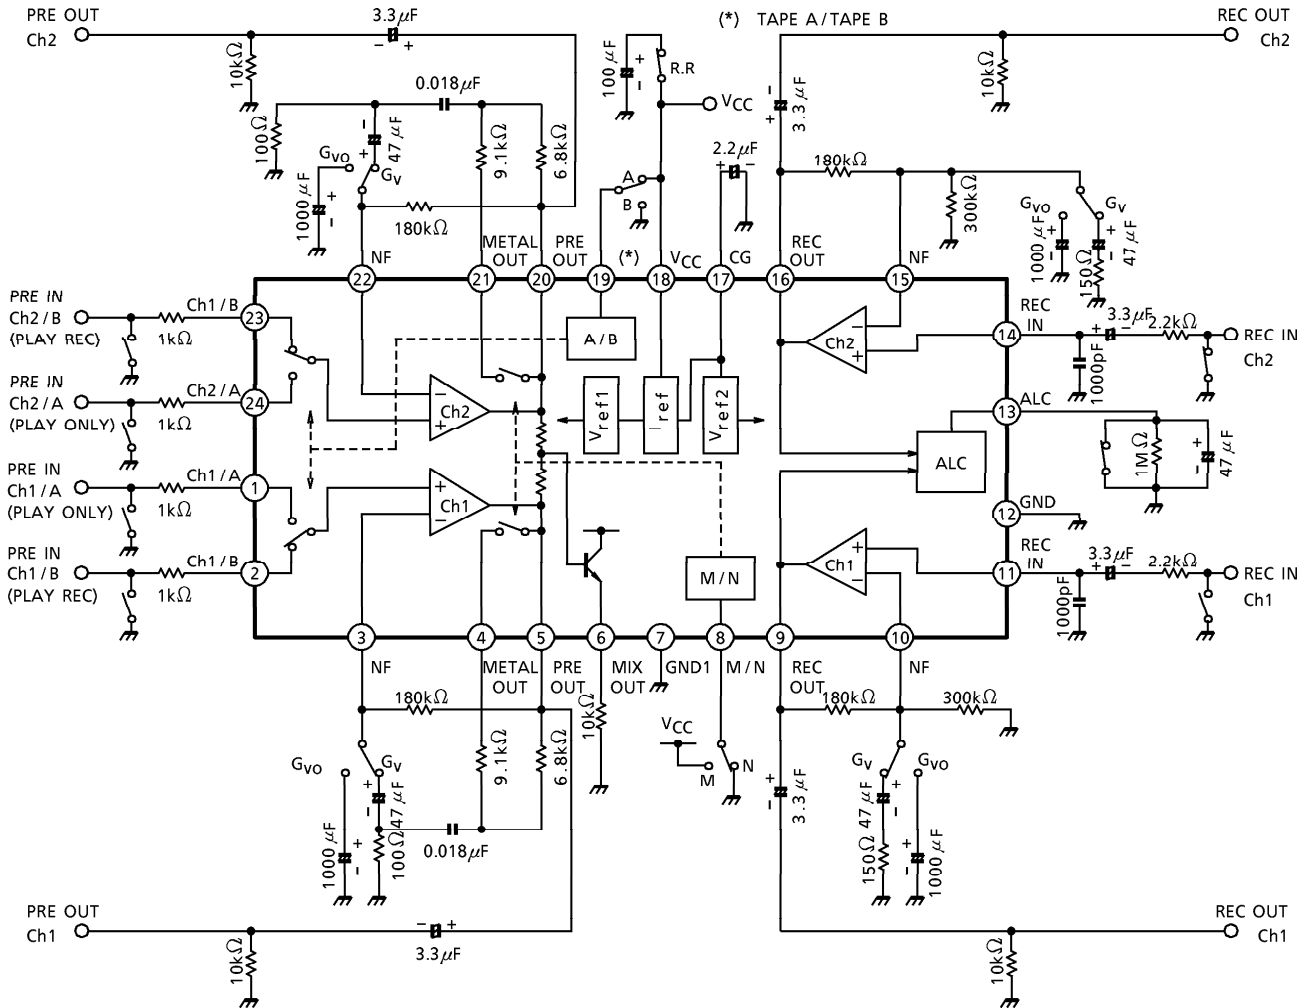 PRE OUT
Ch2
3.3μF
− +
(*) TAPE A/TAPE B
REC OUT
Ch2
10kΩ
0.018μF
100μF
+
−
R.R
VCC
−
+
3.3μF
10kΩ
100Ω
−
+
47μF
GVO
GV
1000μF
+
−
9.1kΩ
6.8kΩ
180kΩ
A
B
2.2μF
+ −
180kΩ
300kΩ
GVO
GV
1000μF
+
−
+
−
47μF
150Ω
NF
METAL
OUT
PRE
OUT
(*)
VCC
CG
REC
OUT
NF
22
21
20
19
18
17
16
15
PRE IN
Ch2/B
(PLAY REC)
1kΩ
Ch1/B
23
A/B
Ch2
−
+
14
REC
IN
3.3μF
+ −
2.2kΩ
1000pF
REC IN
Ch2
PRE IN
Ch2/A
(PLAY ONLY)
1kΩ
Ch2/A
24
−
+
Ch2
Vref1
−ref
Vref2
ALC
13
ALC
1MΩ
+
−
47μF
PRE IN
Ch1/A
(PLAY ONLY)
1kΩ
Ch1/A
1
+
−
Ch1
12
GND
PRE IN
Ch1/B
(PLAY REC)
1kΩ
Ch1/B
2
M/N
Ch1
+
−
11
REC
IN
3.3μF
+ −
2.2kΩ
1000pF
REC IN
Ch1
3
4
5
6
7
8
9
10
NF
METAL
OUT
PRE
OUT
MIX
OUT
GND1
M/N
REC
OUT
NF
180kΩ
10kΩ
VCC
M
N
180kΩ
300kΩ
GVO
GV
+
−
47μF
9.1kΩ
6.8kΩ
+
−
3.3μF
GV
GVO
+
−
47μF
1000μF
+
−
100Ω
0.018μF
150Ω
+
−
1000μF
PRE OUT
Ch1
− +
3.3μF
10kΩ
REC OUT
Ch1
10kΩ